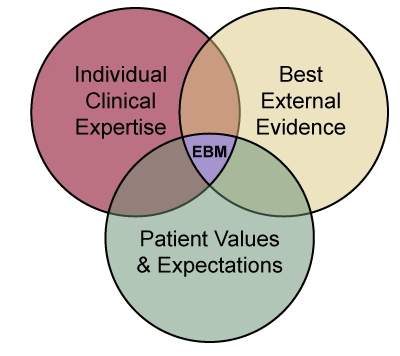 Individual
Clinical
Expertise
Best
External
Evidence
EBM
Patient Values
& Expectations